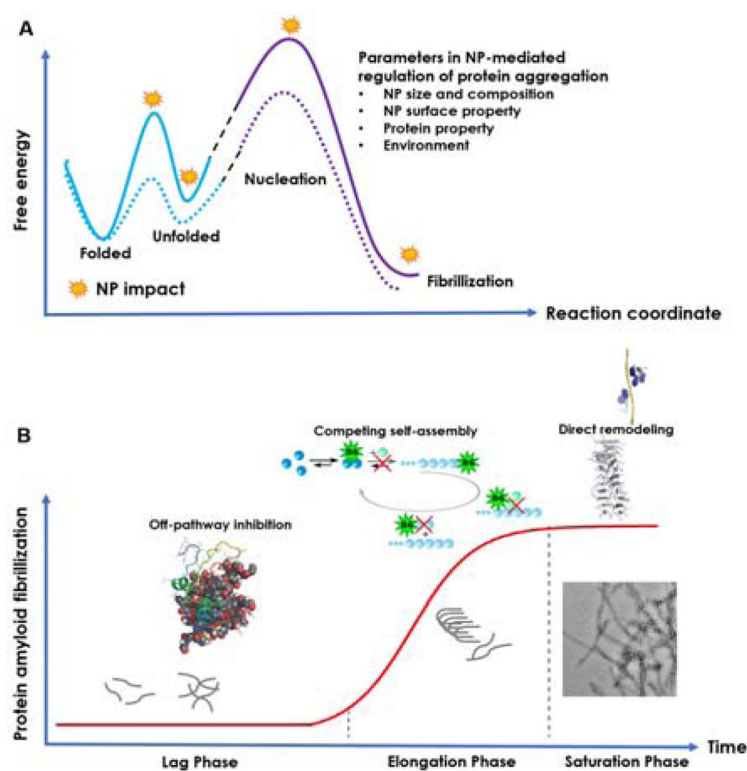 A
Parameters in NP-mediated
regulation of protein aggregation
• NP size and composition
• NP surface property
• Protein property
• Environment
Free energy
Nucleation
Folded
Unfolded
Fibrillization
NP impact
Reaction coordinate
B
Competing self-assembly
Direct remodeling
Off-pathway inhibition
Protein amyloid fibrillization
Time
Lag Phase
Elongation Phase
Saturation Phase